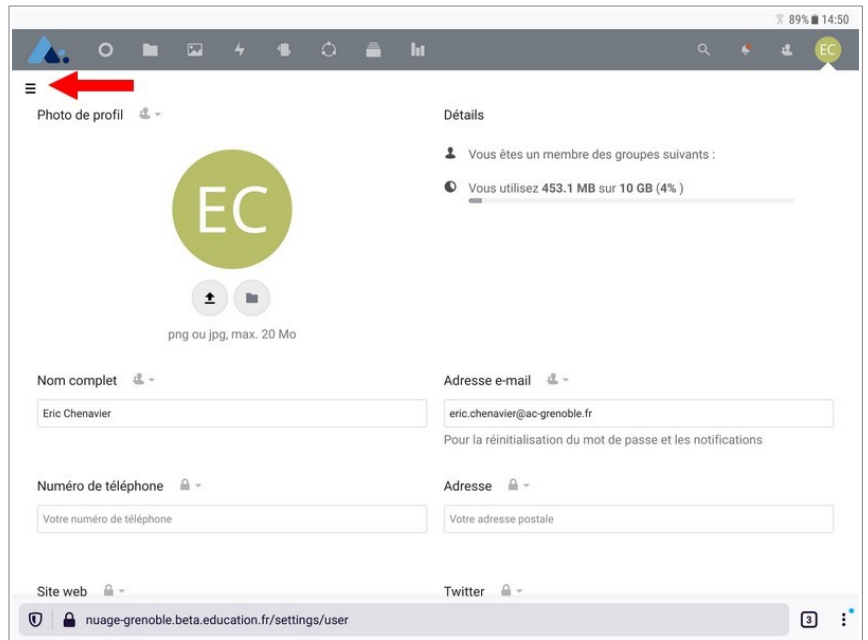 89% 14:50
EC
Photo de profil
EC
png ou jpg, max. 20 Mo
Détails
Vous êtes un membre des groupes suivants :
Vous utilisez 453.1 MB sur 10 GB (4% )
Nom complet
Eric Chenavier
Adresse e-mail
eric.chenavier@ac-grenoble.fr
Pour la réinitialisation du mot de passe et les notifications
Numéro de téléphone
Votre numéro de téléphone
Adresse
Votre adresse postale
Site web
Twitter
nuage-grenoble.beta.education.fr/settings/user
3